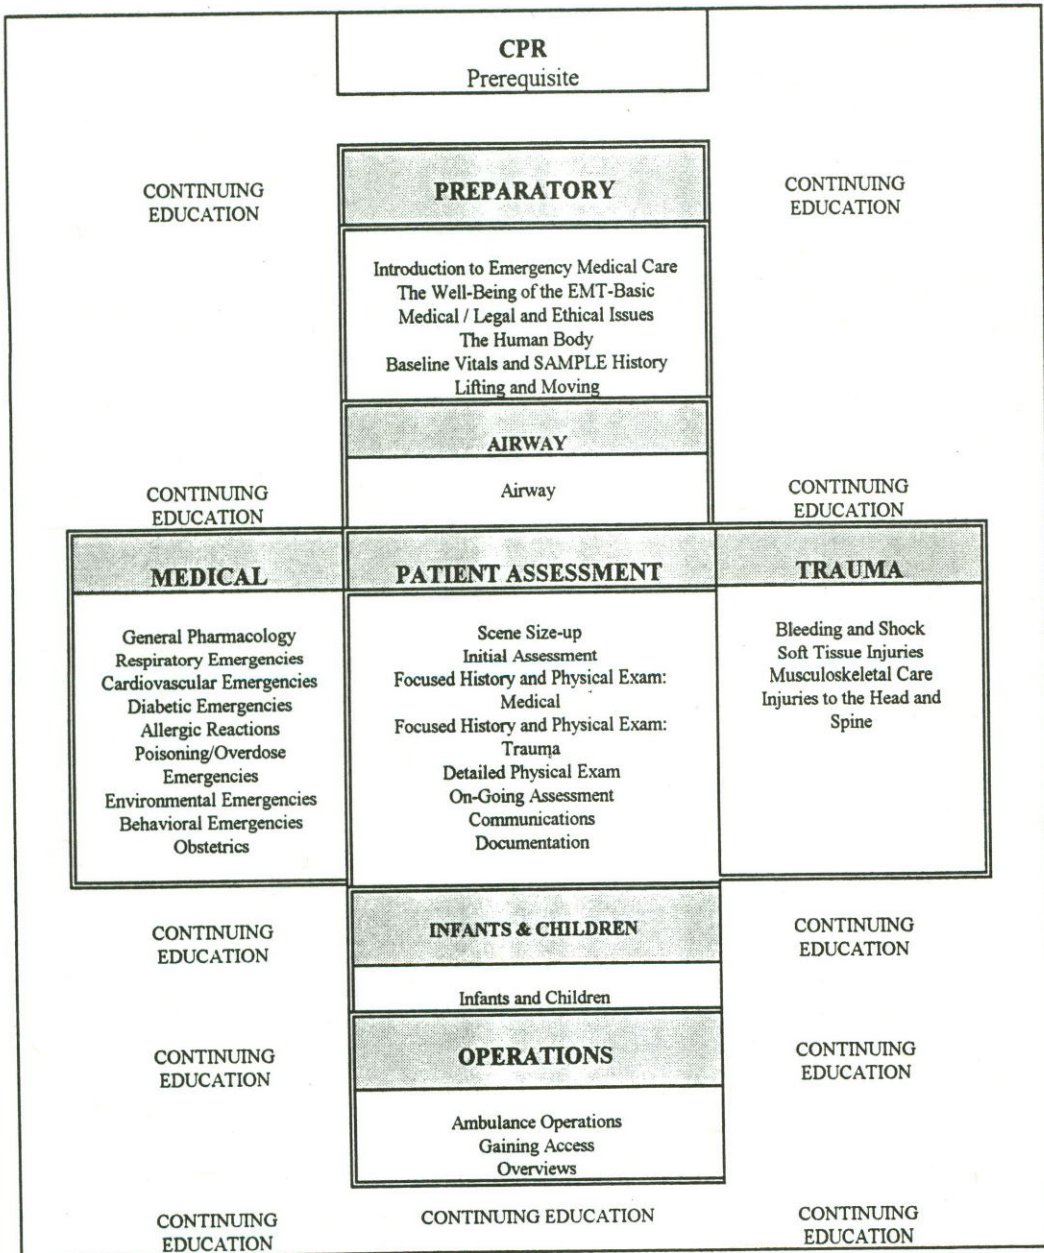 CPR
Prerequisite
CONTINUING
EDUCATION
PREPARATORY
CONTINUING
EDUCATION
Introduction to Emergency Medical Care
The Well-Being of the EMT-Basic
Medical / Legal and Ethical Issues
The Human Body
Baseline Vitals and SAMPLE History
Lifting and Moving
AIRWAY
CONTINUING
EDUCATION
Airway
CONTINUING
EDUCATION
MEDICAL
General Pharmacology
Respiratory Emergencies
Cardiovascular Emergencies
Diabetic Emergencies
Allergic Reactions
Poisoning/Overdose
Emergencies
Environmental Emergencies
Behavioral Emergencies
Obstetrics
PATIENT ASSESSMENT
Scene Size-up
Initial Assessment
Focused History and Physical Exam:
Medical
Focused History and Physical Exam:
Trauma
Detailed Physical Exam
On-Going Assessment
Communications
Documentation
TRAUMA
Bleeding and Shock
Soft Tissue Injuries
Musculoskeletal Care
Injuries to the Head and
Spine
CONTINUING
EDUCATION
INFANTS & CHILDREN
CONTINUING
EDUCATION
Infants and Children
CONTINUING
EDUCATION
OPERATIONS
CONTINUING
EDUCATION
Ambulance Operations
Gaining Access
Overviews
CONTINUING
EDUCATION
CONTINUING EDUCATION
CONTINUING
EDUCATION